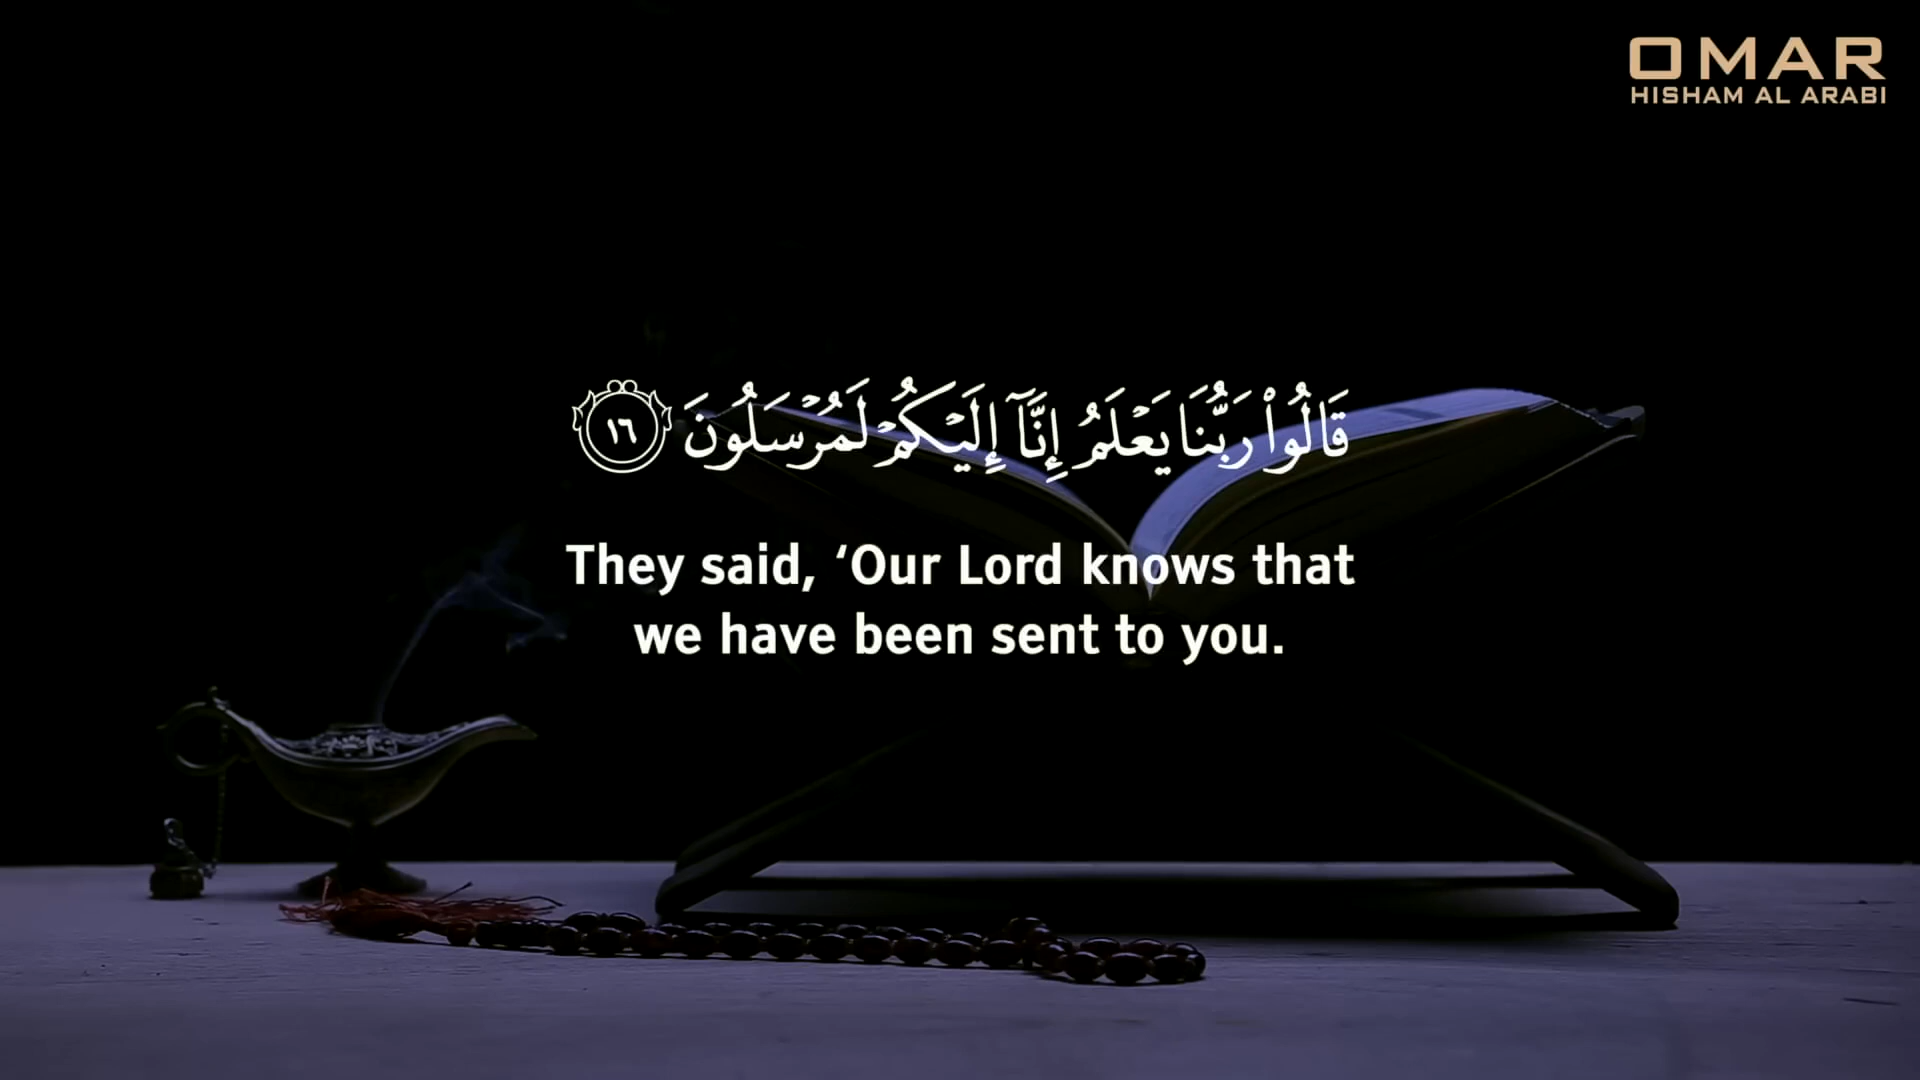 OMAR
HISHAM AL ARABI
قَالُوا۟ رَبُّنَا يَعْلَمُ إِنَّآ إِلَيْكُمْ لَمُرْسَلُونَ ١٦
They said, ‘Our Lord knows that
we have been sent to you.